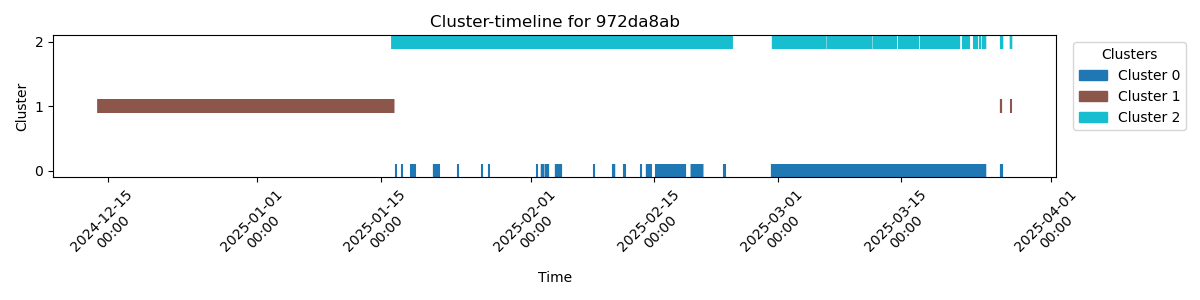 Cluster-timeline for 972da8ab
Cluster
2
1
0
2024-12-15
00:00
2025-01-01
00:00
2025-01-15
00:00
2025-02-01
00:00
2025-02-15
00:00
2025-03-01
00:00
2025-03-15
00:00
2025-04-01
00:00
Time
Clusters
Cluster 0
Cluster 1
Cluster 2